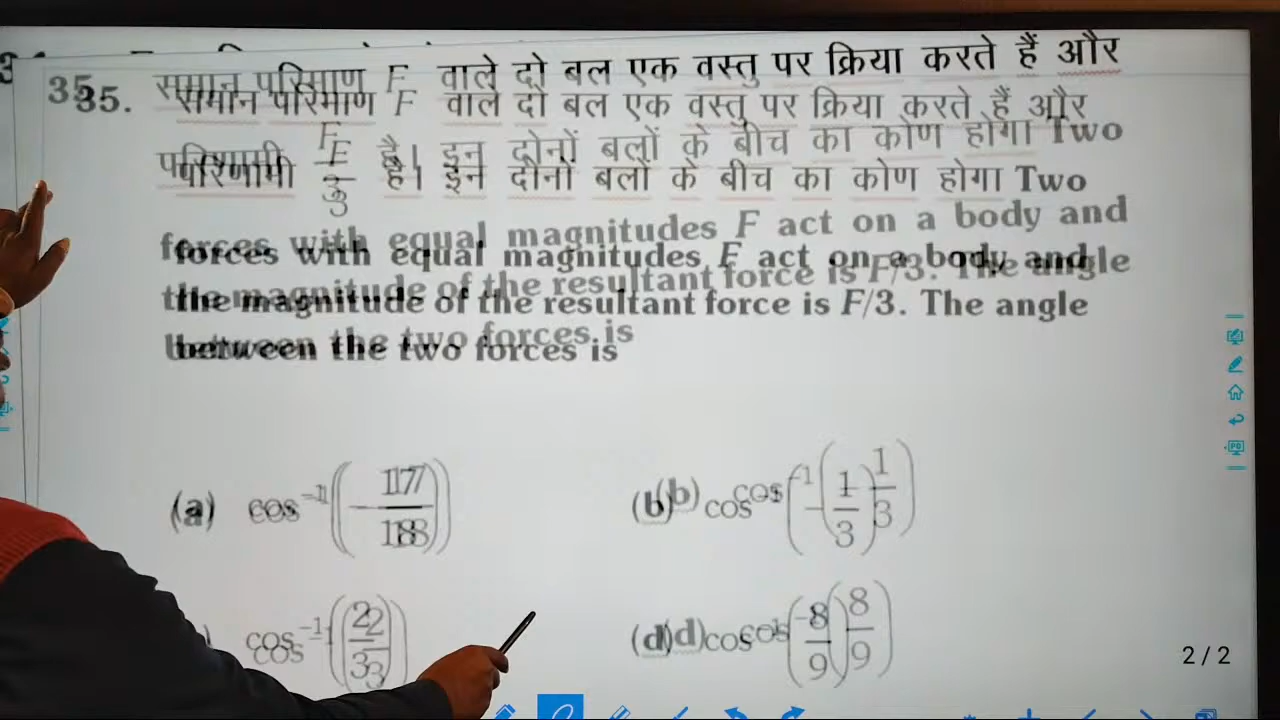 35. समान परिमाण F वाले दो बल एक वस्तु पर क्रिया करते हैं और
परिणामी F/3 है। इन दोनों बलों के बीच का कोण होगा Two
forces with equal magnitudes F act on a body and
the magnitude of the resultant force is F/3. The angle
between the two forces is
(a) cos⁻¹(-17/18) (b) cos⁻¹(-1/3)
cos⁻¹(2/3) (d) cos⁻¹(8/9)
2 / 2